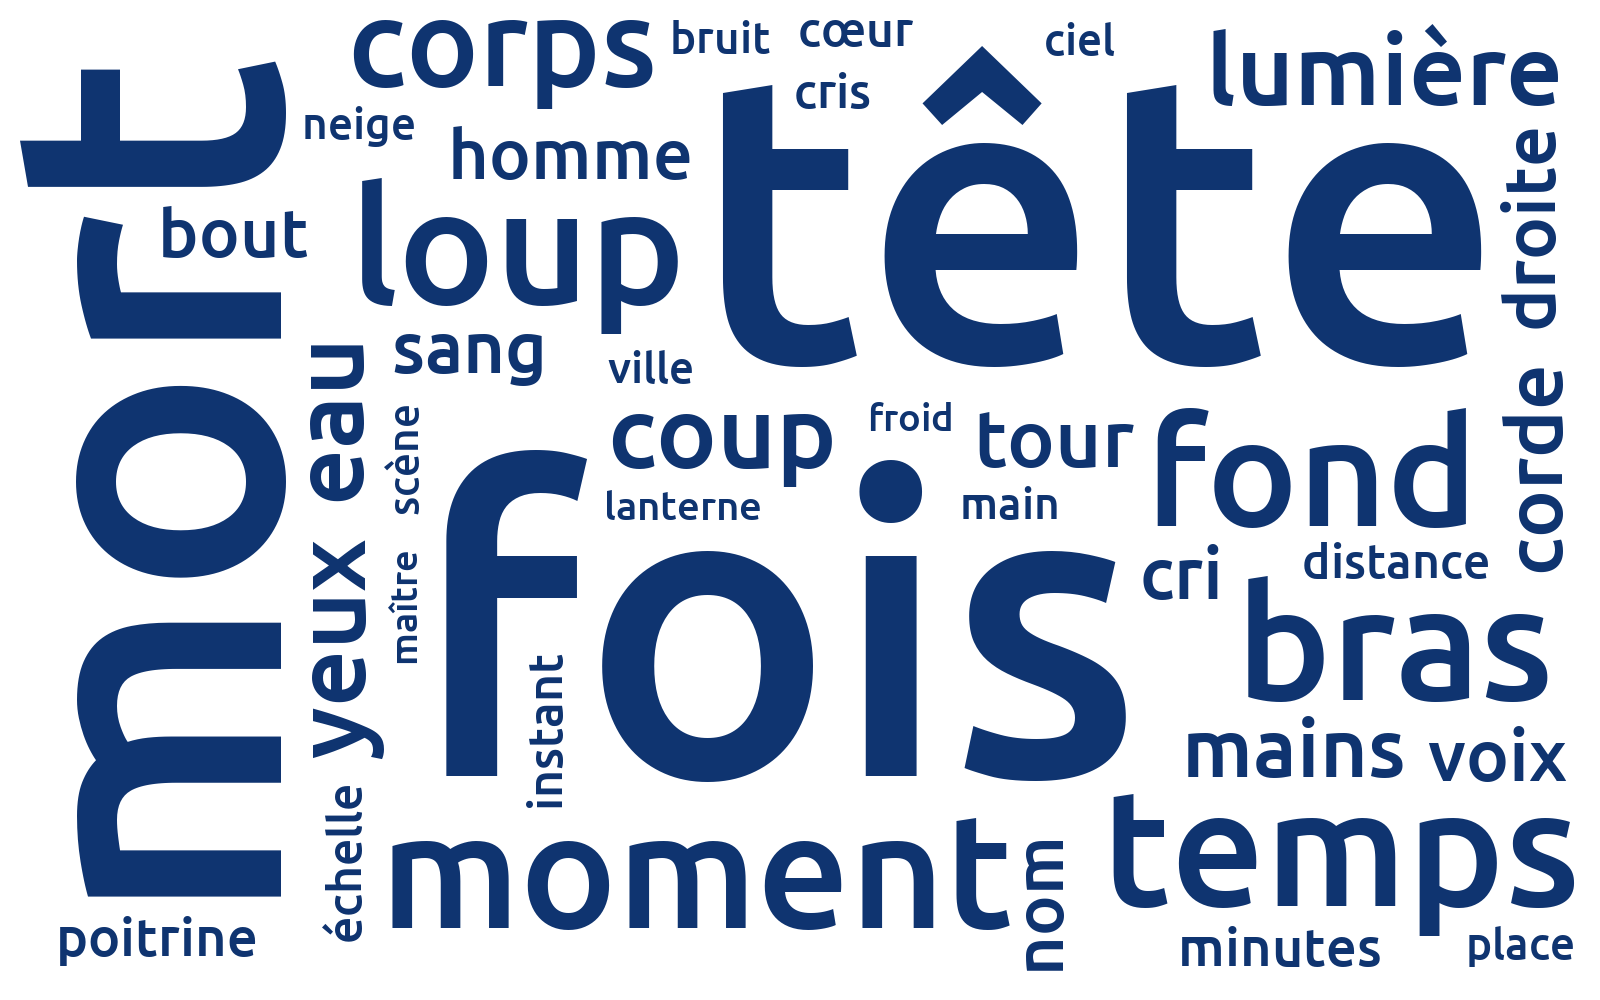 corps
bruit
cœur
ciel
lumière
cris
neige
homme
tête
mort
bout
loup
droite
sang
ville
eau
scène
coup
froid
tour
fond
corde
lanterne
main
fois
yeux
maître
cri
distance
bras
instant
mains
voix
échelle
moment
nom
temps
poitrine
minutes
place